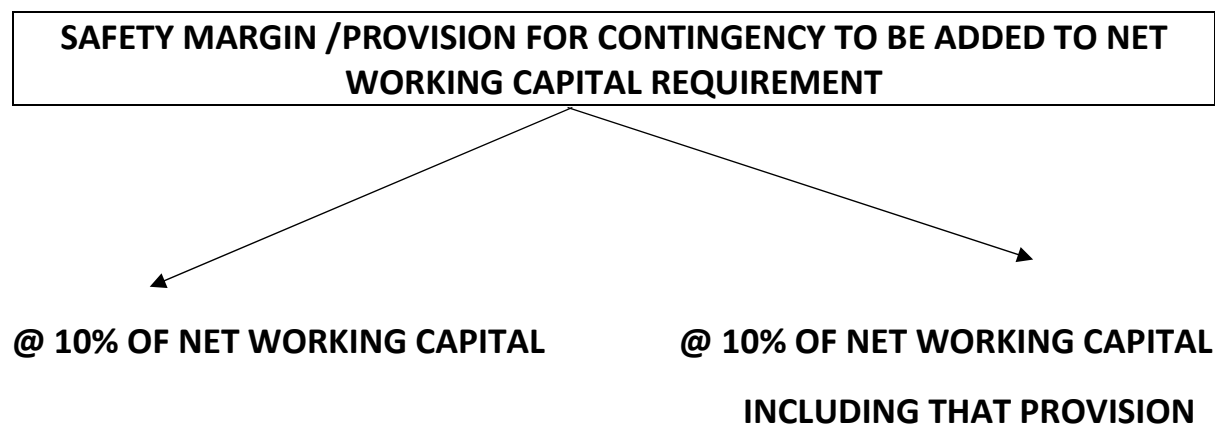 SAFETY MARGIN /PROVISION FOR CONTINGENCY TO BE ADDED TO NET
WORKING CAPITAL REQUIREMENT
@ 10% OF NET WORKING CAPITAL
@ 10% OF NET WORKING CAPITAL
INCLUDING THAT PROVISION